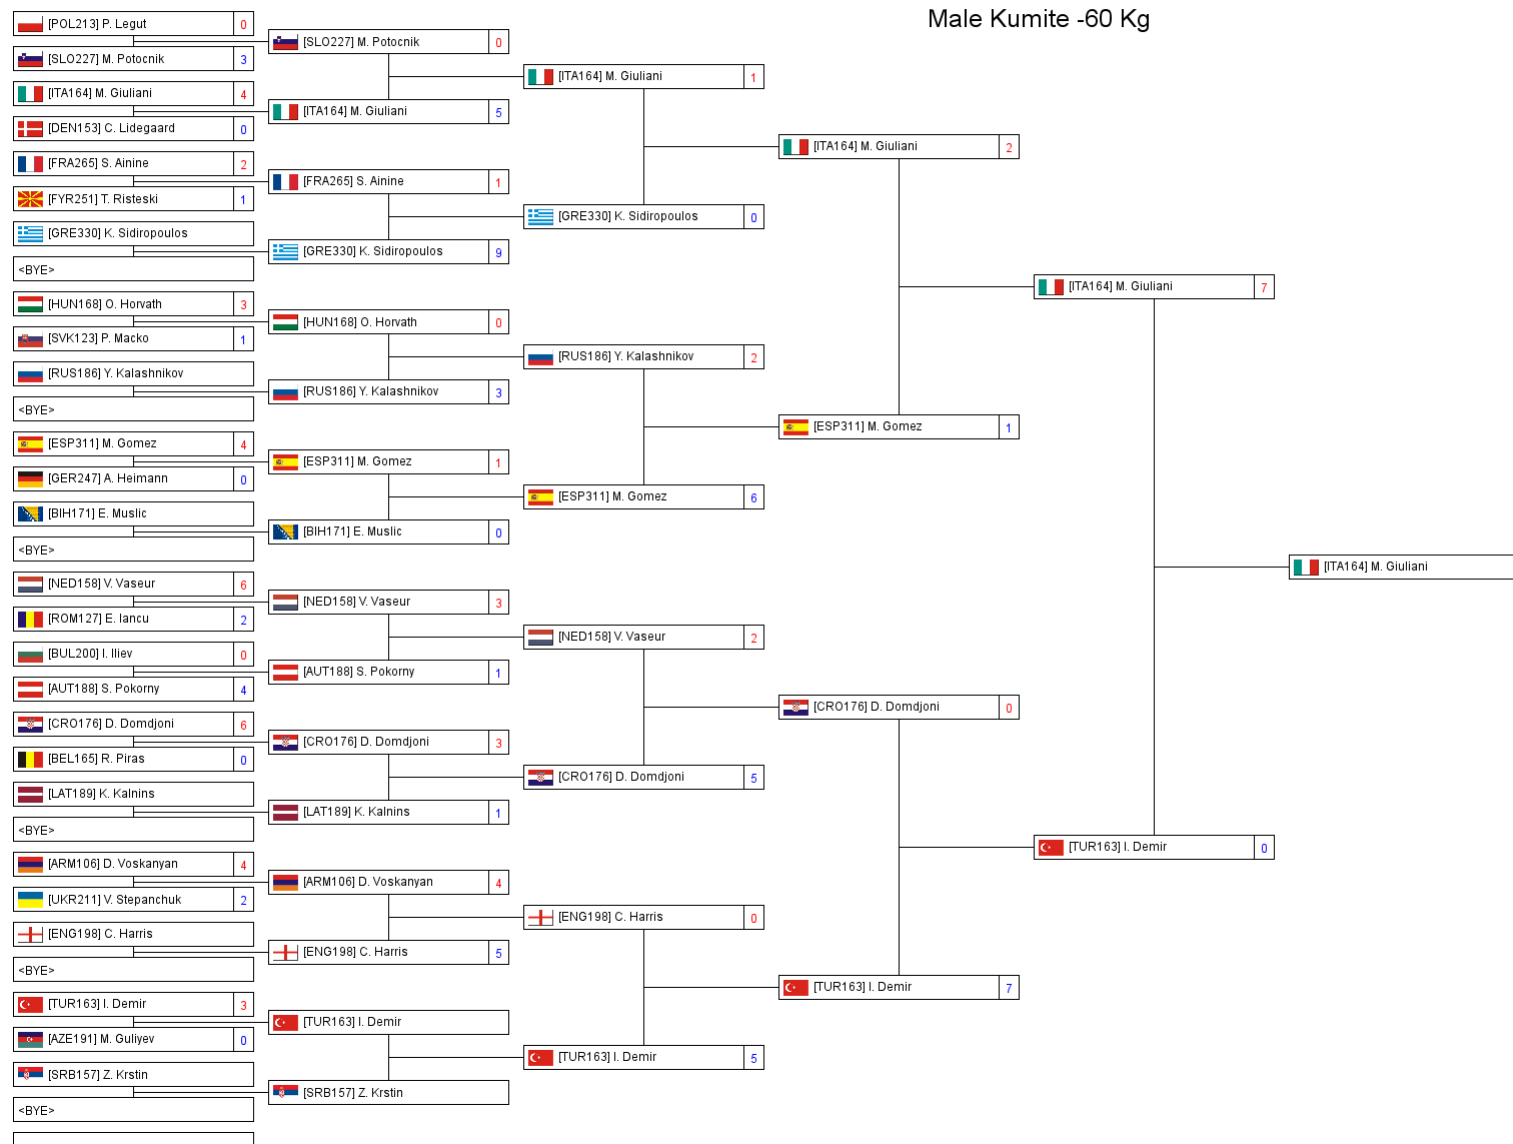 Male Kumite -60 Kg
[POL213] P. Legut 0
[SLO227] M. Potocnik 3
[ITA164] M. Giuliani 4
[DEN153] C. Lidegaard 0
[FRA265] S. Ainine 2
[FYR251] T. Risteski 1
[GRE330] K. Sidiropoulos
<BYE>
[HUN168] O. Horvath 3
[SVK123] P. Macko 1
[RUS186] Y. Kalashnikov
<BYE>
[ESP311] M. Gomez 4
[GER247] A. Heimann 0
[BIH171] E. Muslic
<BYE>
[NED158] V. Vaseur 6
[ROM127] E. Iancu 2
[BUL200] I. Iliev 0
[AUT188] S. Pokorny 4
[CRO176] D. Domdjoni 6
[BEL165] R. Piras 0
[LAT189] K. Kalnins
<BYE>
[ARM106] D. Voskanyan 4
[UKR211] V. Stepanchuk 2
[ENG198] C. Harris
<BYE>
[TUR163] I. Demir 3
[AZE191] M. Guliyev 0
[SRB157] Z. Krstin
<BYE>
[SLO227] M. Potocnik 0
[ITA164] M. Giuliani 5
[FRA265] S. Ainine 1
[GRE330] K. Sidiropoulos 9
[HUN168] O. Horvath 0
[RUS186] Y. Kalashnikov 3
[ESP311] M. Gomez 1
[BIH171] E. Muslic 0
[NED158] V. Vaseur 3
[AUT188] S. Pokorny 1
[CRO176] D. Domdjoni 3
[LAT189] K. Kalnins 1
[ARM106] D. Voskanyan 4
[ENG198] C. Harris 5
[TUR163] I. Demir
[SRB157] Z. Krstin
[ITA164] M. Giuliani 1
[GRE330] K. Sidiropoulos 0
[RUS186] Y. Kalashnikov 2
[ESP311] M. Gomez 6
[NED158] V. Vaseur 2
[CRO176] D. Domdjoni 5
[ENG198] C. Harris 0
[TUR163] I. Demir 5
[ITA164] M. Giuliani 2
[ESP311] M. Gomez 1
[CRO176] D. Domdjoni 0
[TUR163] I. Demir 7
[ITA164] M. Giuliani 7
[TUR163] I. Demir 0
[ITA164] M. Giuliani